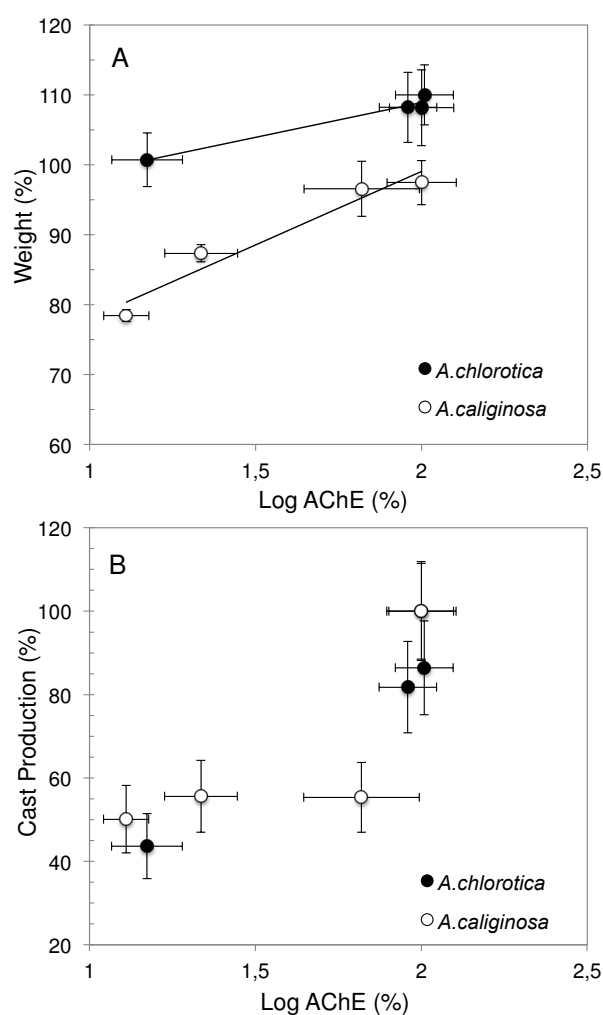 120
A
110
100
90
80
70
60
Weight (%)
A.chlorotica
A.caliginosa
1
1,5
2
2,5
Log AChE (%)
120
B
100
80
60
40
20
Cast Production (%)
A.chlorotica
A.caliginosa
1
1,5
2
2,5
Log AChE (%)